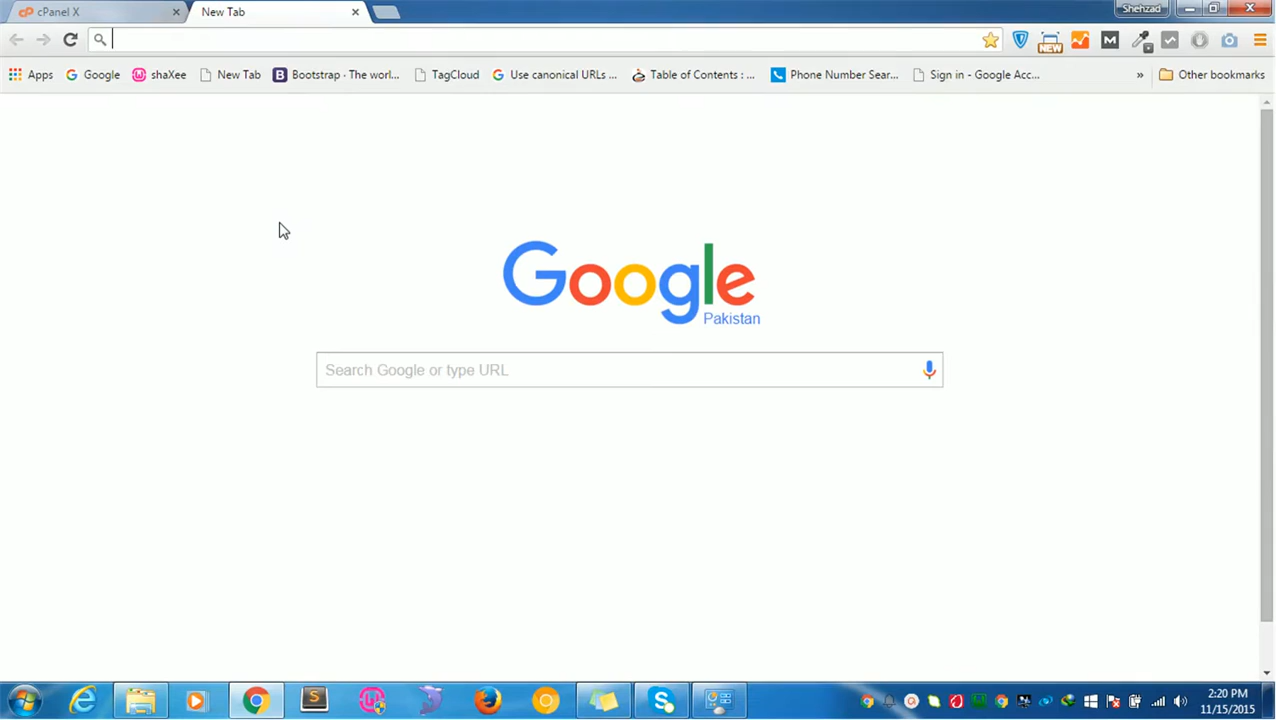 cPanel X
New Tab
Shehzad
NEW
Apps
Google
shaXee
New Tab
Bootstrap · The worl...
TagCloud
Use canonical URLs ...
Table of Contents : ...
Phone Number Sear...
Sign in - Google Acc...
»
Other bookmarks
Google
Pakistan
Search Google or type URL
2:20 PM
11/15/2015